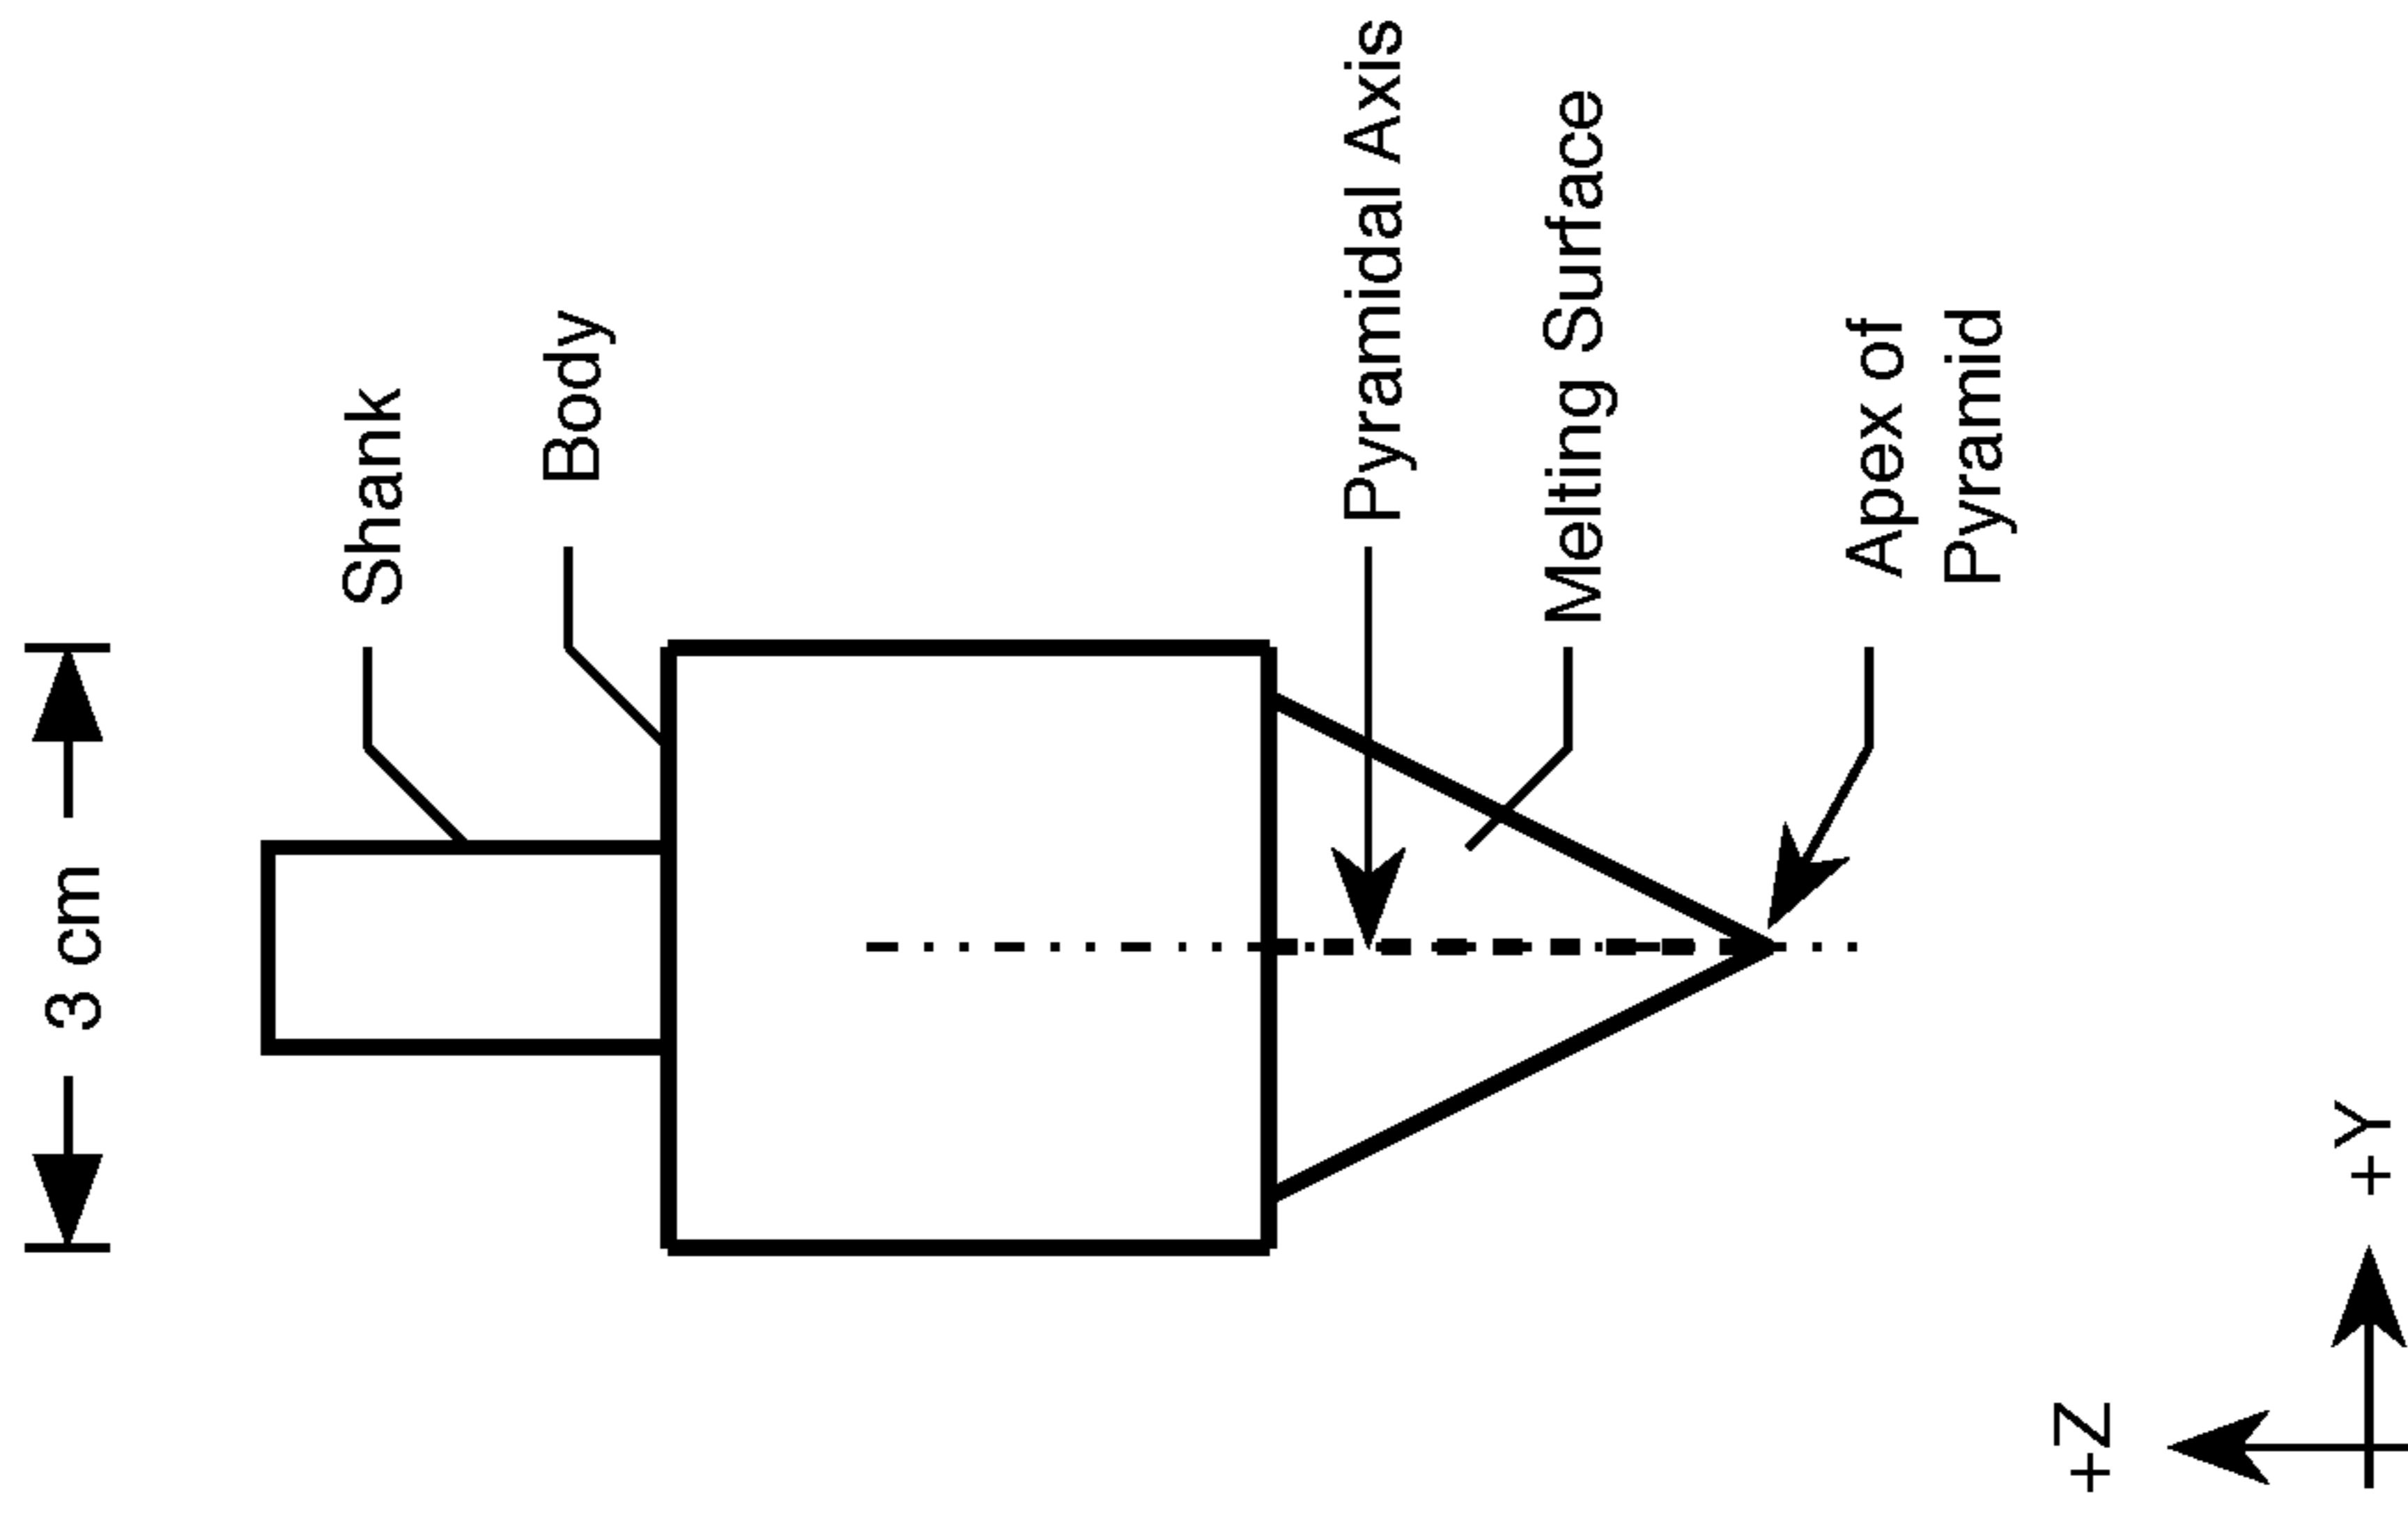 3 cm
Shank
Body
Pyramidal Axis
Melting Surface
Apex of
Pyramid
+Z
+Y